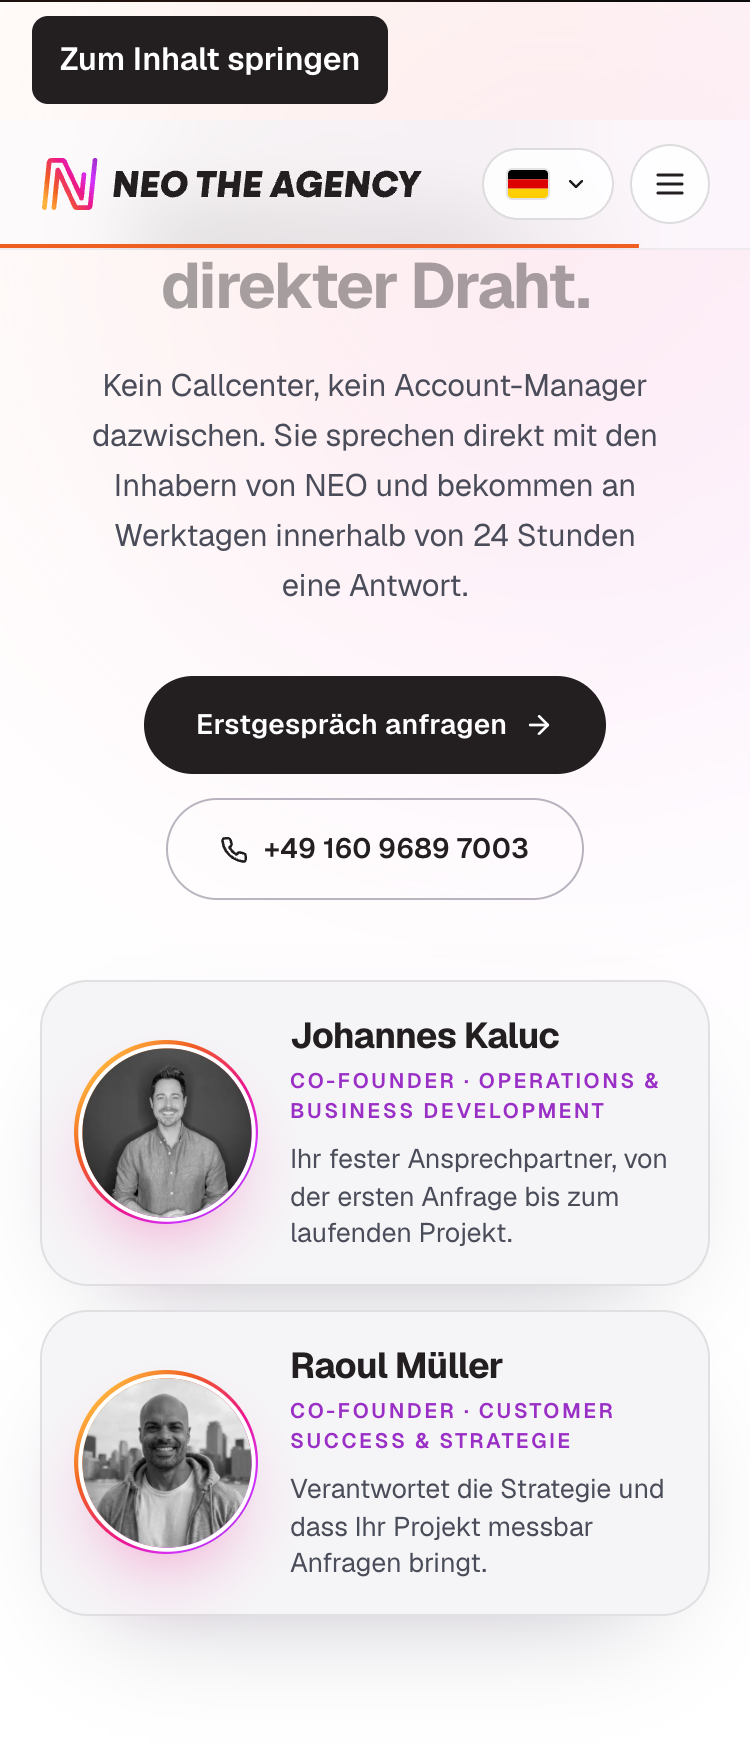 Zum Inhalt springen
NEO THE AGENCY
direkter Draht.
Kein Callcenter, kein Account-Manager
dazwischen. Sie sprechen direkt mit den
Inhabern von NEO und bekommen an
Werktagen innerhalb von 24 Stunden
eine Antwort.
Erstgespräch anfragen
+49 160 9689 7003
Johannes Kaluc
CO-FOUNDER · OPERATIONS &
BUSINESS DEVELOPMENT
Ihr fester Ansprechpartner, von
der ersten Anfrage bis zum
laufenden Projekt.
Raoul Müller
CO-FOUNDER · CUSTOMER
SUCCESS & STRATEGIE
Verantwortet die Strategie und
dass Ihr Projekt messbar
Anfragen bringt.